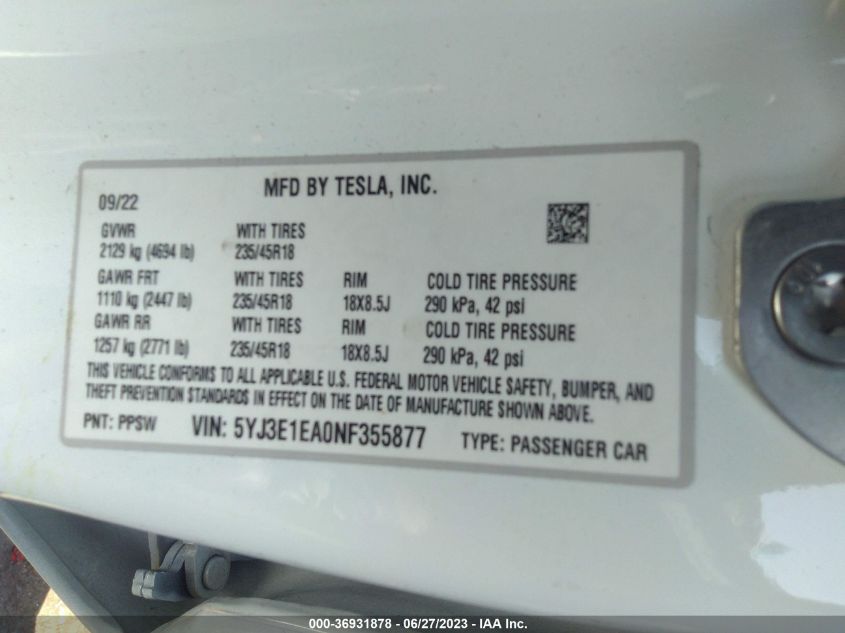 MFD BY TESLA, INC.
09/22
GVWR WITH TIRES
2129 kg (4694 lb) 235/45R18
GAWR FRT WITH TIRES RIM COLD TIRE PRESSURE
1110 kg (2447 lb) 235/45R18 18X8.5J 290 kPa, 42 psi
GAWR RR WITH TIRES RIM COLD TIRE PRESSURE
1257 kg (2771 lb) 235/45R18 18X8.5J 290 kPa, 42 psi
THIS VEHICLE CONFORMS TO ALL APPLICABLE U.S. FEDERAL MOTOR VEHICLE SAFETY, BUMPER, AND
THEFT PREVENTION STANDARDS IN EFFECT ON THE DATE OF MANUFACTURE SHOWN ABOVE.
PNT: PPSW VIN: 5YJ3E1EA0NF355877 TYPE: PASSENGER CAR
000-36931878 - 06/27/2023 - IAA Inc.